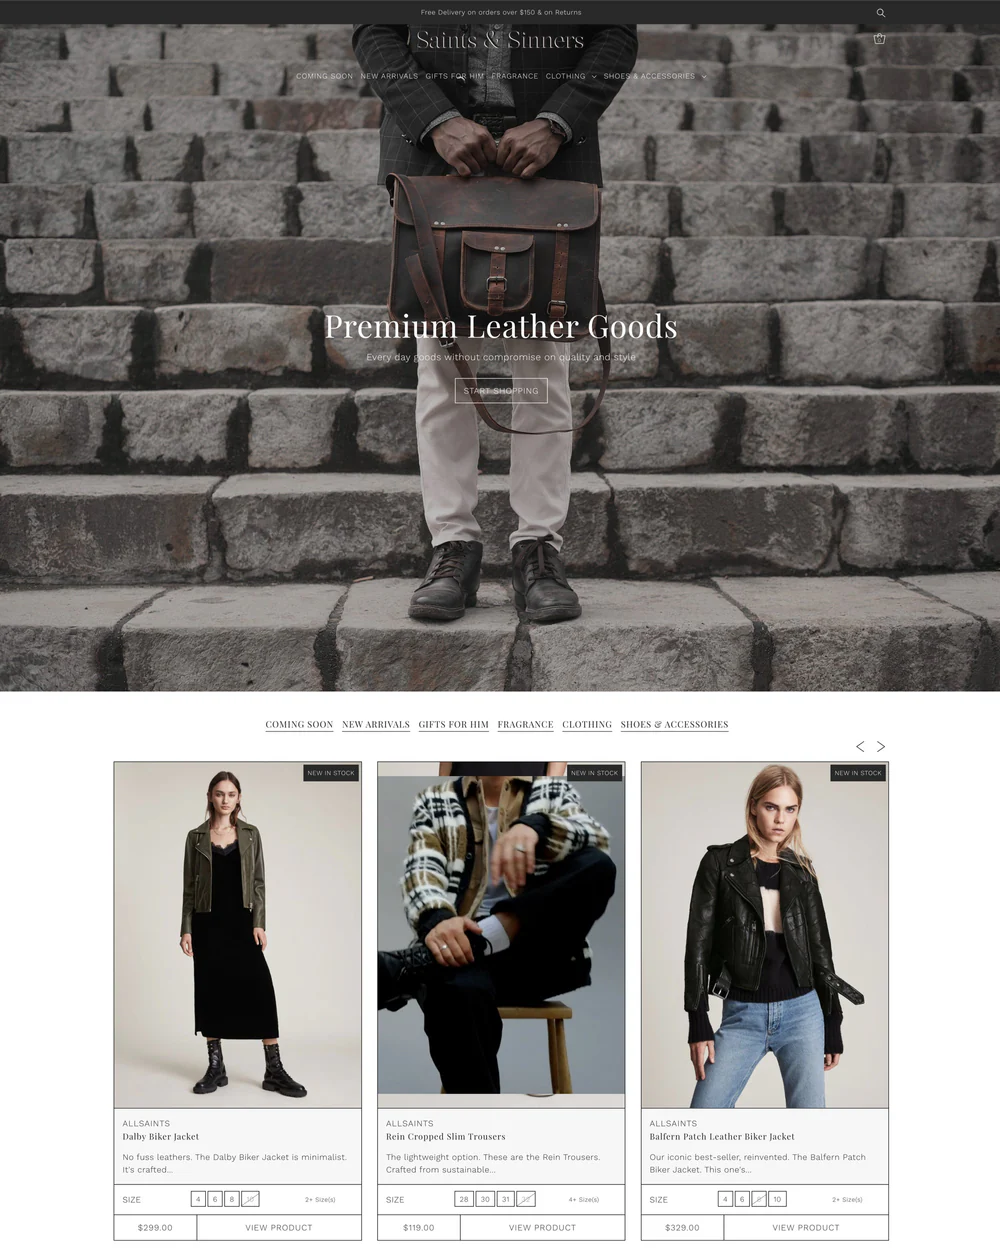 Free Delivery on orders over $150 & on Returns
Saints & Sinners
0
COMING SOON NEW ARRIVALS GIFTS FOR HIM FRAGRANCE CLOTHING SHOES & ACCESSORIES
Premium Leather Goods
Every day goods without compromise on quality and style
START SHOPPING
COMING SOON NEW ARRIVALS GIFTS FOR HIM FRAGRANCE CLOTHING SHOES & ACCESSORIES
NEW IN STOCK
ALLSAINTS
Dalby Biker Jacket
No fuss leathers. The Dalby Biker Jacket is minimalist.
It's crafted...
SIZE 4 6 8 10 2+ Size(s)
$299.00 VIEW PRODUCT
NEW IN STOCK
ALLSAINTS
Rein Cropped Slim Trousers
The lightweight option. These are the Rein Trousers.
Crafted from sustainable...
SIZE 28 30 31 32 4+ Size(s)
$119.00 VIEW PRODUCT
NEW IN STOCK
ALLSAINTS
Balfern Patch Leather Biker Jacket
Our iconic best-seller, reinvented. The Balfern Patch
Biker Jacket. This one's...
SIZE 4 6 8 10 2+ Size(s)
$329.00 VIEW PRODUCT